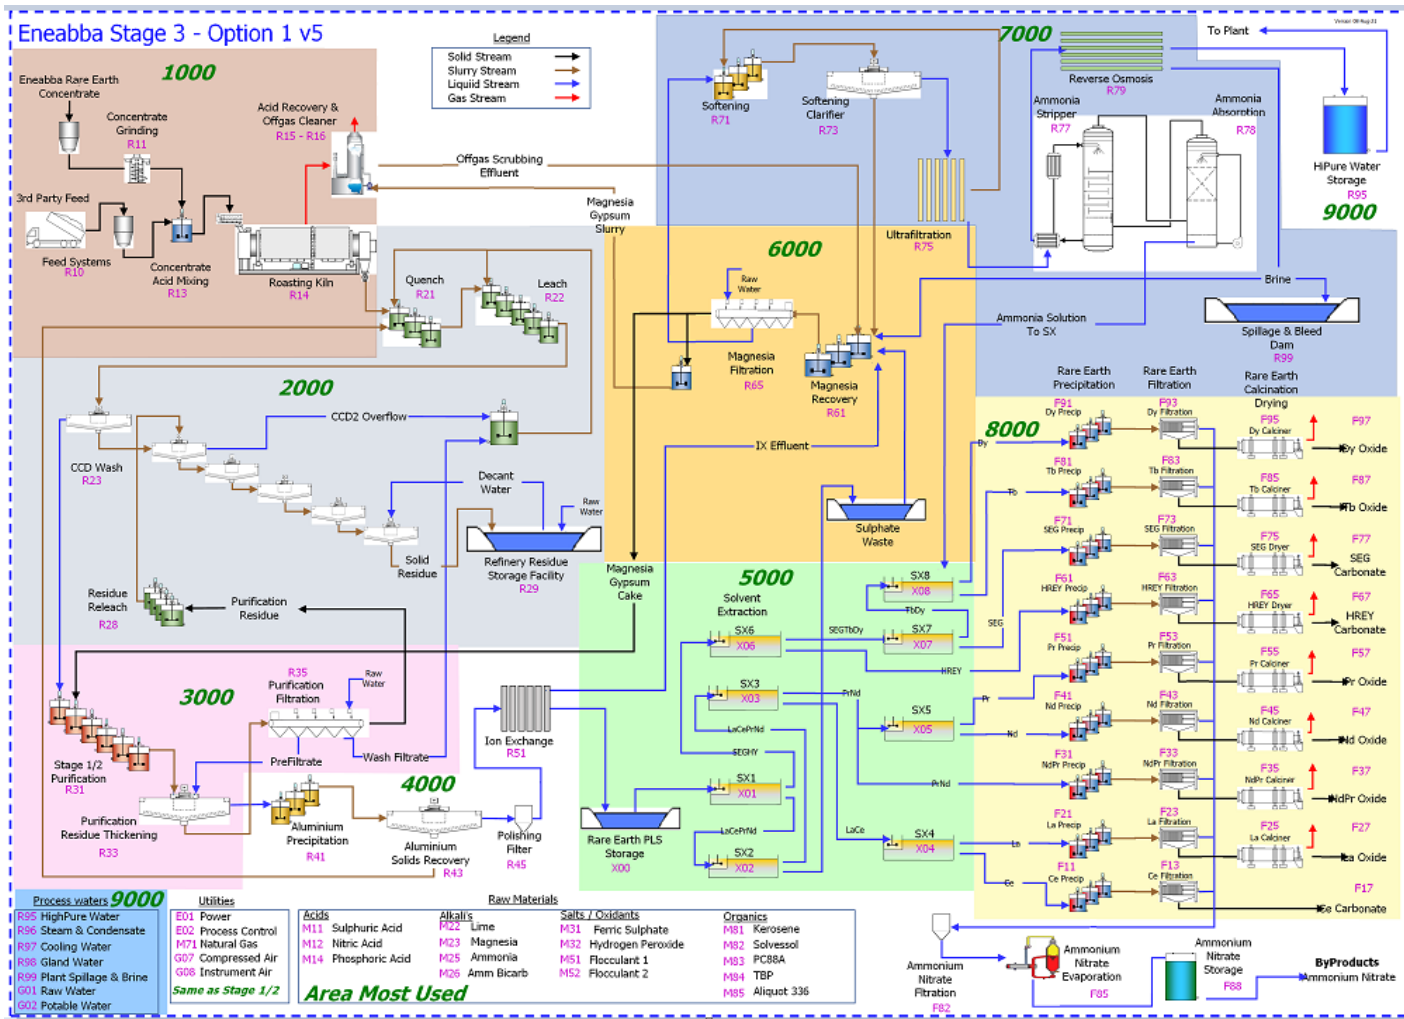 Eneabba Stage 3 - Option 1 v5
Version 08-Aug-21
Legend
Solid Stream
Slurry Stream
Liquid Stream
Gas Stream
1000
Eneabba Rare Earth
Concentrate
Concentrate
Grinding
R11
Acid Recovery &
Offgas Cleaner
R15 - R16
3rd Party Feed
Feed Systems
R10
Concentrate
Acid Mixing
R13
Roasting Kiln
R14
Offgas Scrubbing
Effluent
Magnesia
Gypsum
Slurry
7000
Softening
R71
Softening
Clarifier
R73
Ultrafiltration
R75
Reverse Osmosis
R79
Ammonia
Stripper
R77
Ammonia
Absorption
R78
To Plant
HiPure Water
Storage
R95
9000
Brine
Spillage & Bleed
Dam
R99
Ammonia Solution
To SX
2000
Quench
R21
Leach
R22
CCD2 Overflow
CCD Wash
R23
Decant
Water
Raw
Water
Solid
Residue
Refinery Residue
Storage Facility
R29
Residue
Releach
R28
Purification
Residue
6000
Raw
Water
Magnesia
Filtration
R65
Magnesia
Recovery
R61
IX Effluent
Sulphate
Waste
Magnesia
Gypsum
Cake
3000
R35
Purification
Filtration
Raw
Water
PreFiltrate
Wash Filtrate
Stage 1/2
Purification
R31
Purification
Residue Thickening
R33
4000
Aluminium
Precipitation
R41
Aluminium
Solids Recovery
R43
Polishing
Filter
R45
Ion Exchange
R51
5000
Solvent
Extraction
Rare Earth PLS
Storage
X00
SX8
X08
TbDy
SX7
X07
SEGTbDy
SX6
X06
HREY
SX3
X03
PrNd
LaCePrNd
SEGHY
SX5
X05
SX1
X01
LaCePrNd
SX2
X02
LaCe
SX4
X04
8000
Rare Earth
Precipitation
Rare Earth
Filtration
Rare Earth
Calcination
Drying
Dy
F91
Dy Precip
F93
Dy Filtration
F95
Dy Calciner
F97
Dy Oxide
Tb
F81
Tb Precip
F83
Tb Filtration
F85
Tb Calciner
F87
Tb Oxide
SEG
F71
SEG Precip
F73
SEG Filtration
F75
SEG Dryer
F77
SEG
Carbonate
F61
HREY Precip
F63
HREY Filtration
F65
HREY Dryer
F67
HREY
Carbonate
Pr
F51
Pr Precip
F53
Pr Filtration
F55
Pr Calciner
F57
Pr Oxide
Nd
F41
Nd Precip
F43
Nd Filtration
F45
Nd Calciner
F47
Nd Oxide
PrNd
F31
NdPr Precip
F33
NdPr Filtration
F35
NdPr Calciner
F37
NdPr Oxide
Ln
F21
La Precip
F23
La Filtration
F25
La Calciner
F27
La Oxide
Ce
F11
Ce Precip
F13
Ce Filtration
F17
Ce Carbonate
Ammonium
Nitrate
Filtration
F82
Ammonium
Nitrate
Evaporation
F85
Ammonium
Nitrate
Storage
F88
ByProducts
Ammonium Nitrate
Process waters 9000
R95 HighPure Water
R96 Steam & Condensate
R97 Cooling Water
R98 Gland Water
R99 Plant Spillage & Brine
G01 Raw Water
G02 Potable Water
Utilities
E01 Power
E02 Process Control
M71 Natural Gas
G07 Compressed Air
G08 Instrument Air
Same as Stage 1/2
Raw Materials
Acids
M11 Sulphuric Acid
M12 Nitric Acid
M14 Phosphoric Acid
Alkali's
M22 Lime
M23 Magnesia
M25 Ammonia
M26 Amm Bicarb
Salts / Oxidants
M31 Ferric Sulphate
M32 Hydrogen Peroxide
M51 Flocculant 1
M52 Flocculant 2
Organics
M81 Kerosene
M82 Solvessol
M83 PC88A
M84 TBP
M85 Aliquot 336
Area Most Used